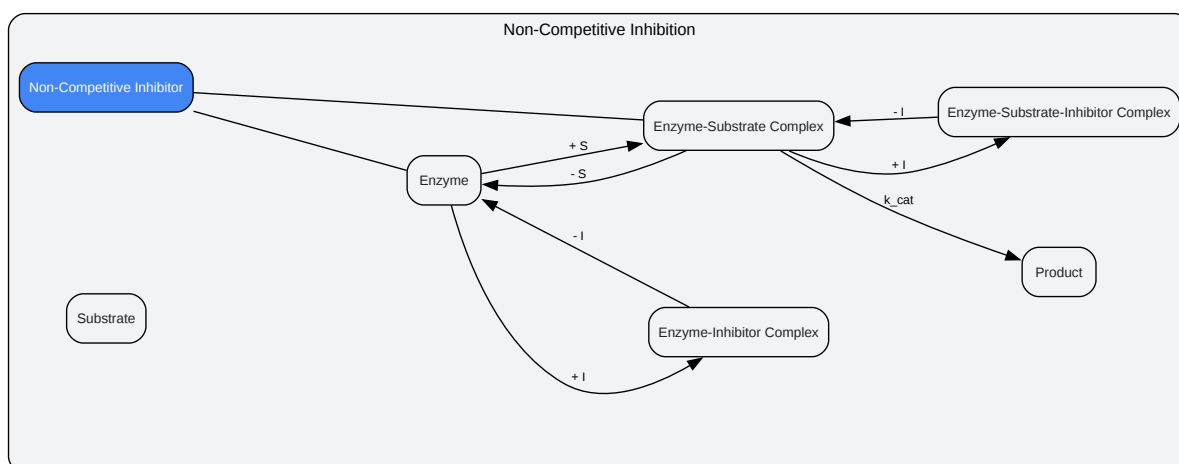 Non-Competitive Inhibition
Non-Competitive Inhibitor
Enzyme-Substrate Complex
Enzyme-Substrate-Inhibitor Complex
- I
+ I
+ S
- S
Enzyme
k_cat
- I
Product
Substrate
Enzyme-Inhibitor Complex
+ I